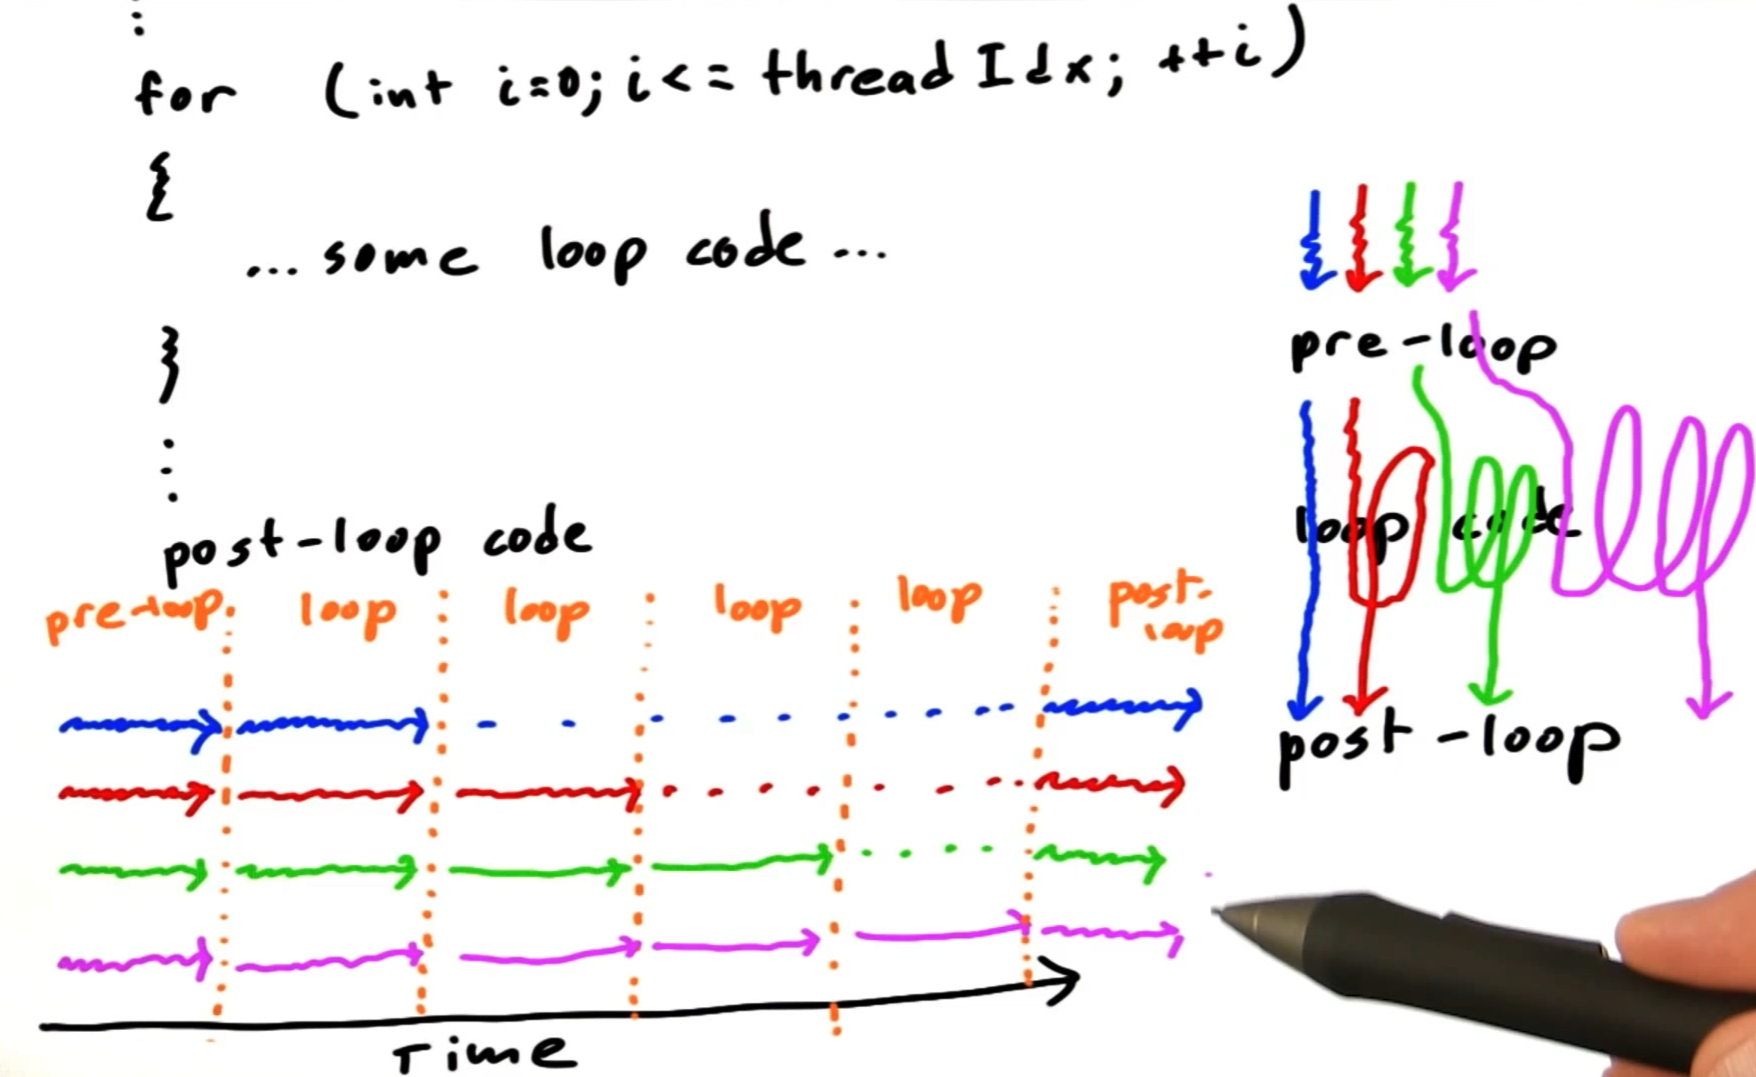 for (int i=0; i<= threadIdx; ++i)
{
... some loop code ...
}
post-loop code
pre-loop
loop code
post-loop
pre-loop loop loop loop loop post-loop
Time